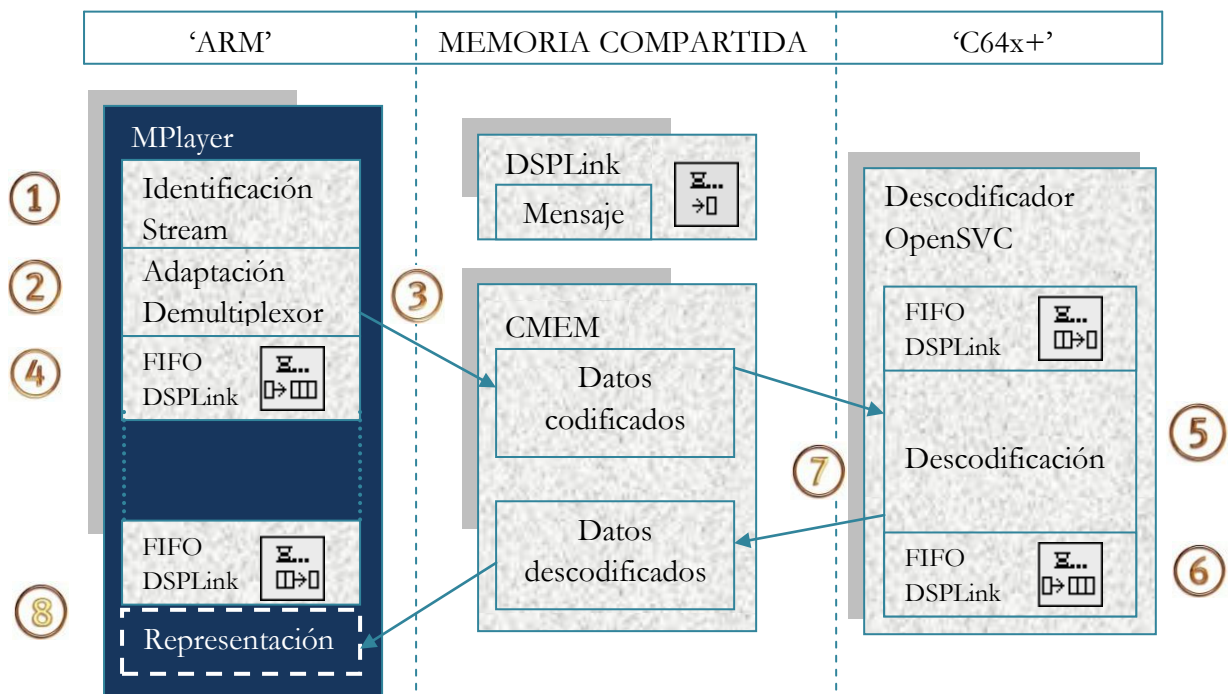 ‘ARM’
MEMORIA COMPARTIDA
‘C64x+’
MPlayer
1
Identificación
Stream
2
Adaptación
Demultiplexor
3
4
FIFO
DSPLink
FIFO
DSPLink
8
Representación
DSPLink
Mensaje
CMEM
Datos
codificados
Datos
descodificados
7
Descodificador
OpenSVC
FIFO
DSPLink
5
Descodificación
FIFO
DSPLink
6